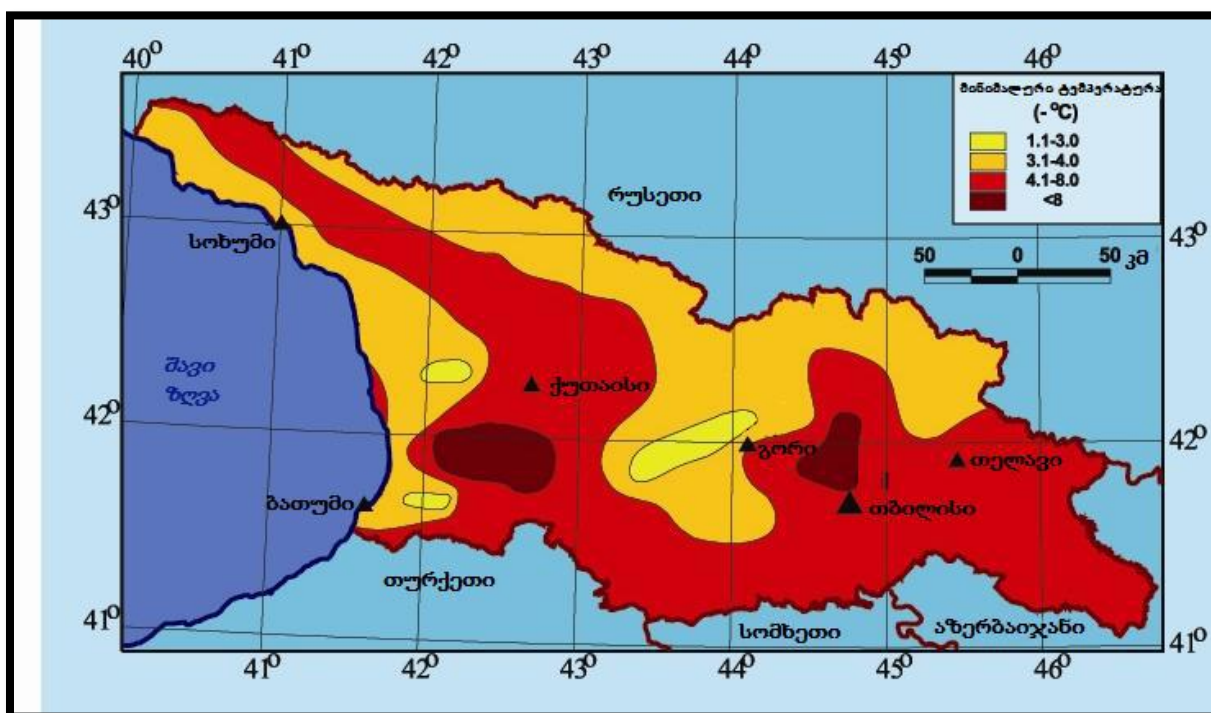 40⁰ 41⁰ 42⁰ 43⁰ 44⁰ 45⁰ 46⁰
მინიმალური ტემპერატურა
(- ⁰C)
1.1-3.0
3.1-4.0
4.1-8.0
<8
რუსეთი
43⁰
სოხუმი
43⁰
50 0 50 კმ
შავი
ზღვა
ქუთაისი
42⁰
გორი
თელავი
42⁰
ბათუმი
თბილისი
თურქეთი
41⁰
სომხეთი
აზერბაიჯანი
41⁰
41⁰ 42⁰ 43⁰ 44⁰ 45⁰ 46⁰